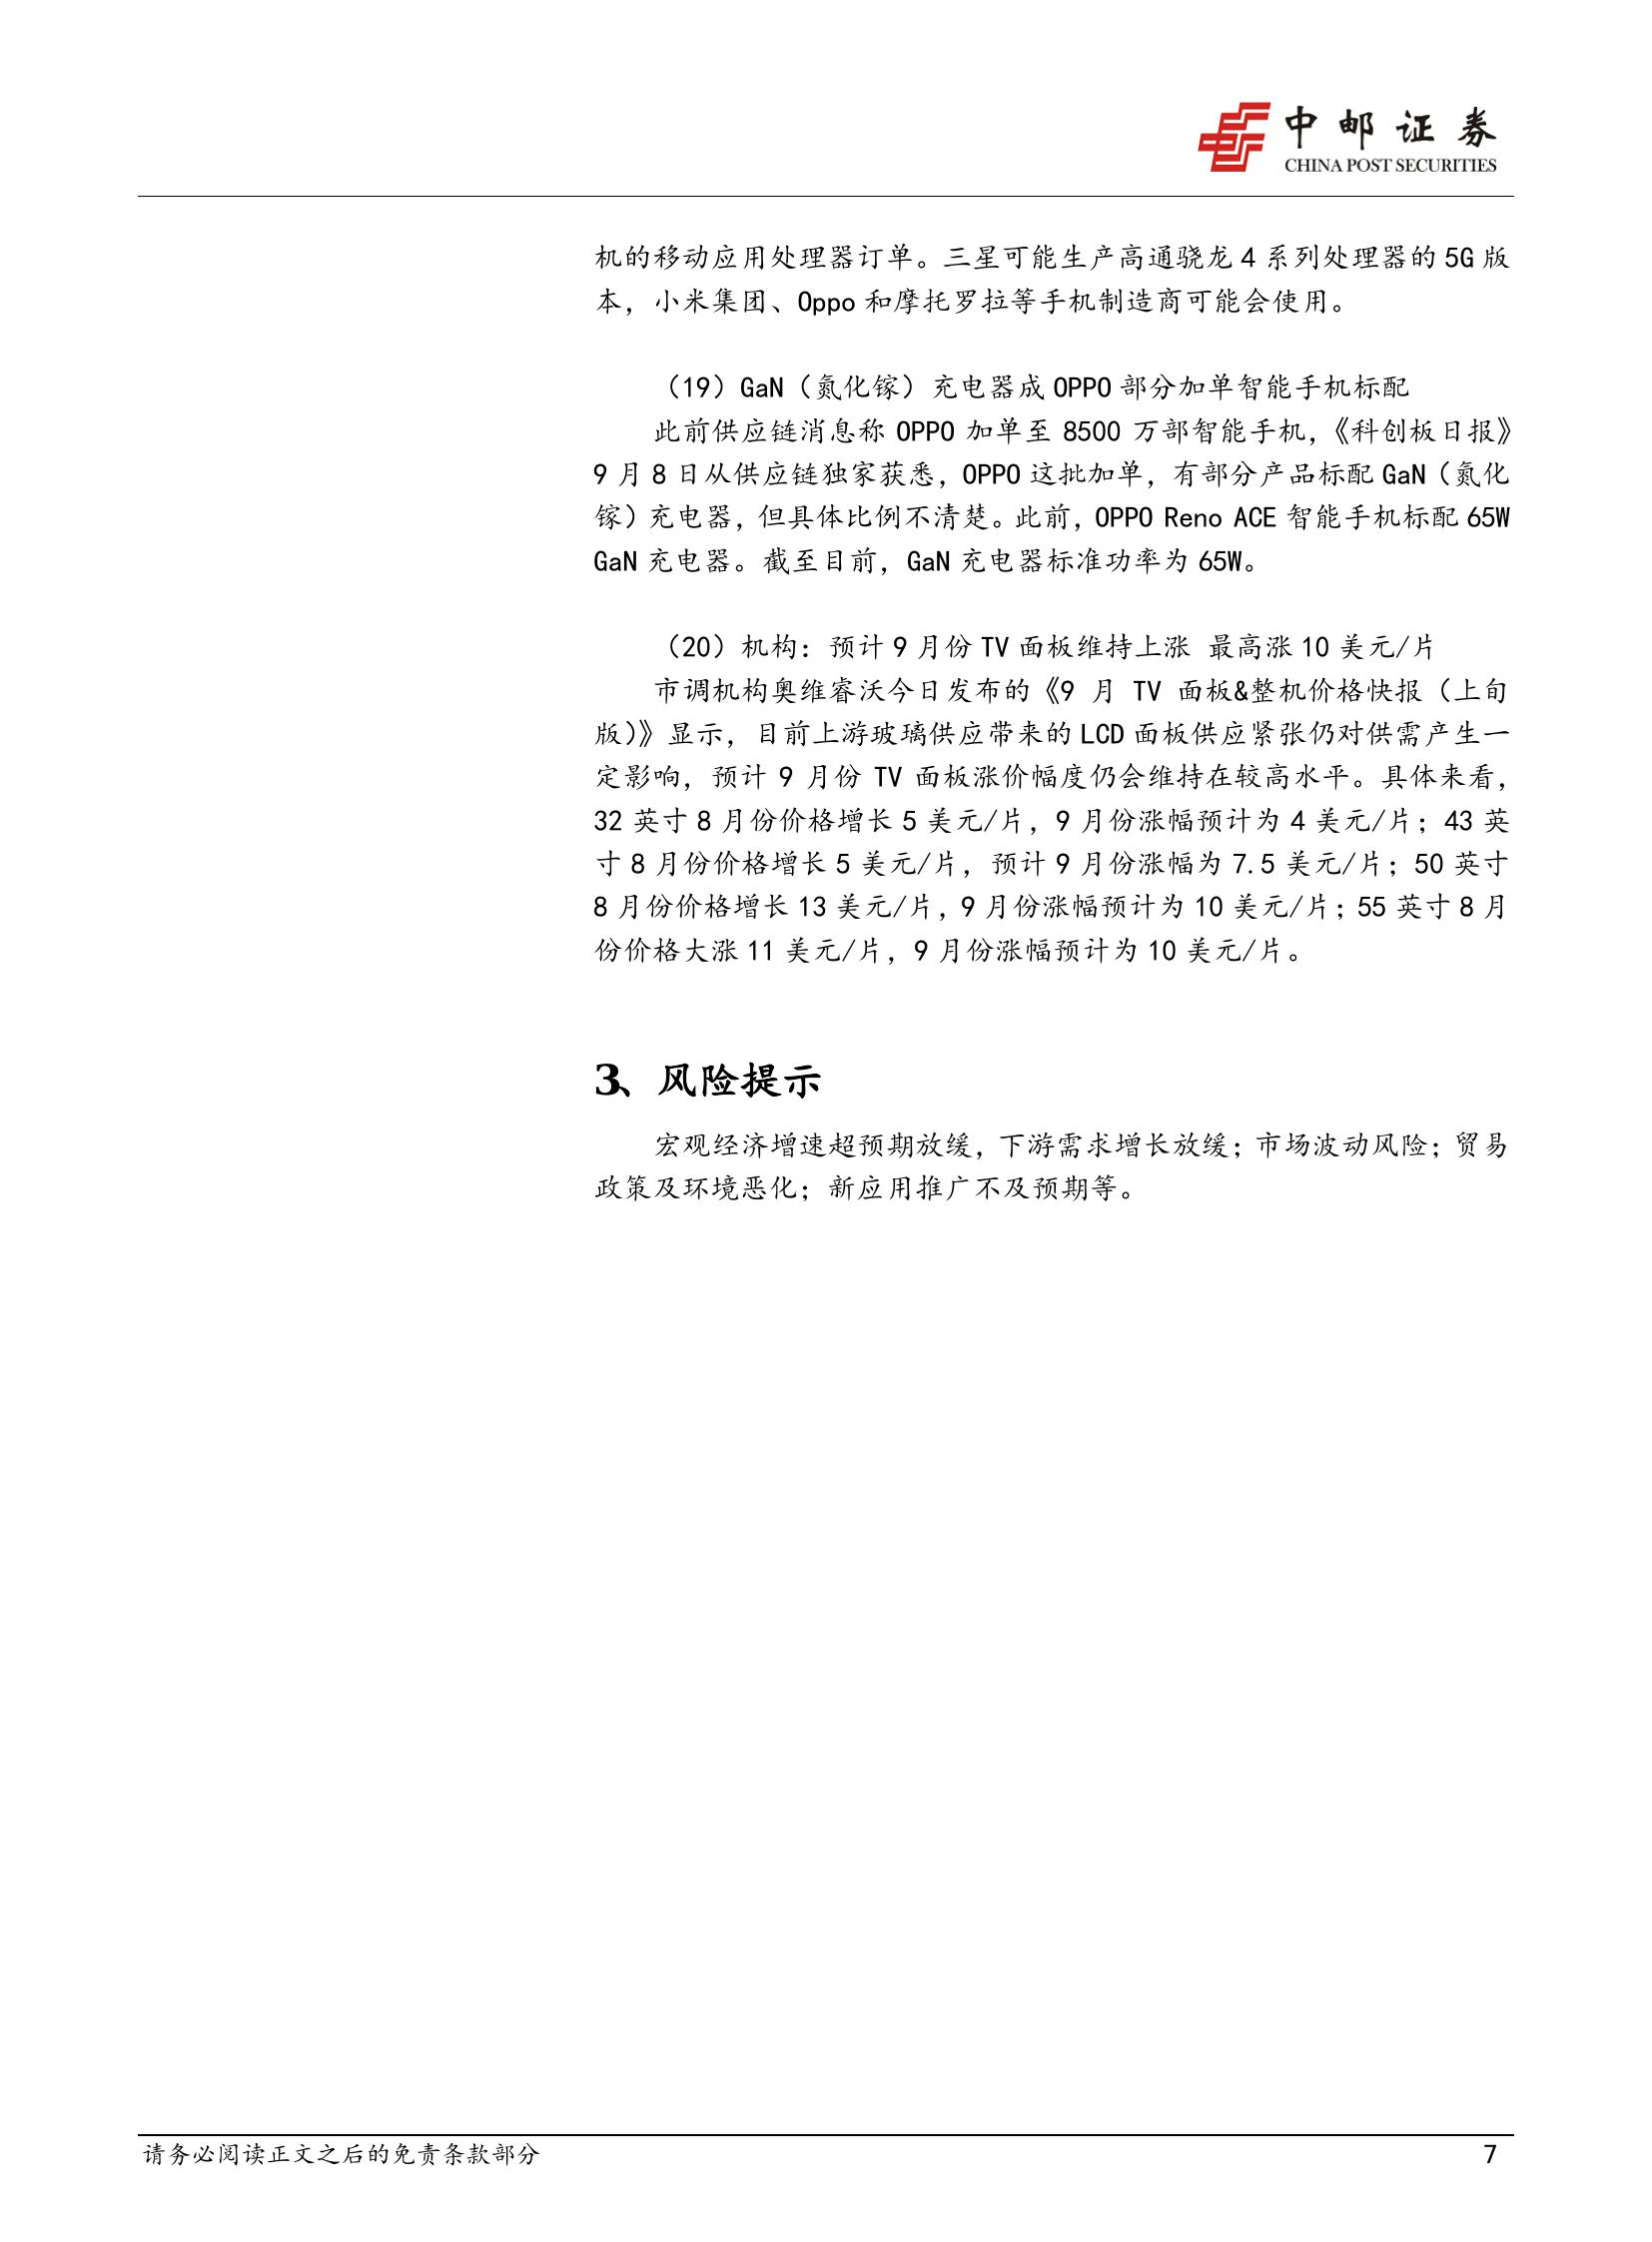 中邮证券
CHINA POST SECURITIES
机的移动应用处理器订单。三星可能生产高通骁龙 4 系列处理器的 5G 版
本，小米集团、Oppo 和摩托罗拉等手机制造商可能会使用。
（19）GaN（氮化镓）充电器成 OPPO 部分加单智能手机标配
此前供应链消息称 OPPO 加单至 8500 万部智能手机，《科创板日报》
9 月 8 日从供应链独家获悉，OPPO 这批加单，有部分产品标配 GaN（氮化
镓）充电器，但具体比例不清楚。此前，OPPO Reno ACE 智能手机标配 65W
GaN 充电器。截至目前，GaN 充电器标准功率为 65W。
（20）机构：预计 9 月份 TV 面板维持上涨 最高涨 10 美元/片
市调机构奥维睿沃今日发布的《9 月 TV 面板&整机价格快报（上旬
版）》显示，目前上游玻璃供应带来的 LCD 面板供应紧张仍对供需产生一
定影响，预计 9 月份 TV 面板涨价幅度仍会维持在较高水平。具体来看，
32 英寸 8 月份价格增长 5 美元/片，9 月份涨幅预计为 4 美元/片；43 英
寸 8 月份价格增长 5 美元/片，预计 9 月份涨幅为 7.5 美元/片；50 英寸
8 月份价格增长 13 美元/片，9 月份涨幅预计为 10 美元/片；55 英寸 8 月
份价格大涨 11 美元/片，9 月份涨幅预计为 10 美元/片。
3、风险提示
宏观经济增速超预期放缓，下游需求增长放缓；市场波动风险；贸易
政策及环境恶化；新应用推广不及预期等。
请务必阅读正文之后的免责条款部分 7